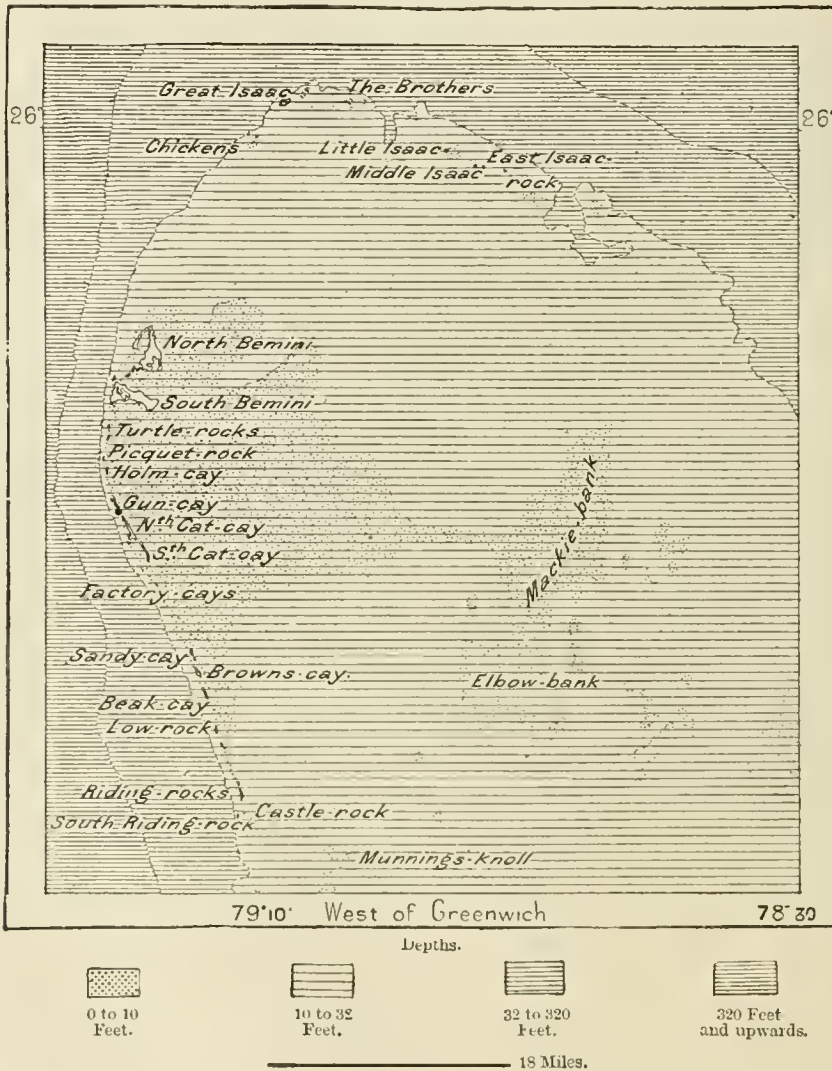 Great Isaac The Brothers
26° 26°
Chickens Little Isaac East Isaac
Middle Isaac rock
North Bemini
South Bemini
Turtle-rocks
Picquet-rock
Holm-cay
Gun-cay
Nth Cat-cay
Sth Cat-cay
Mackie-bank
Factory-cays
Sandy-cay Browns-cay
Elbow-bank
Beak-cay
Low-rock
Riding-rocks
Castle-rock
South-Riding-rock
Munnings-knoll
79°10' West of Greenwich 78°30
Depths.
0 to 10 Feet.
10 to 32 Feet.
32 to 320 Feet.
320 Feet and upwards.
18 Miles.